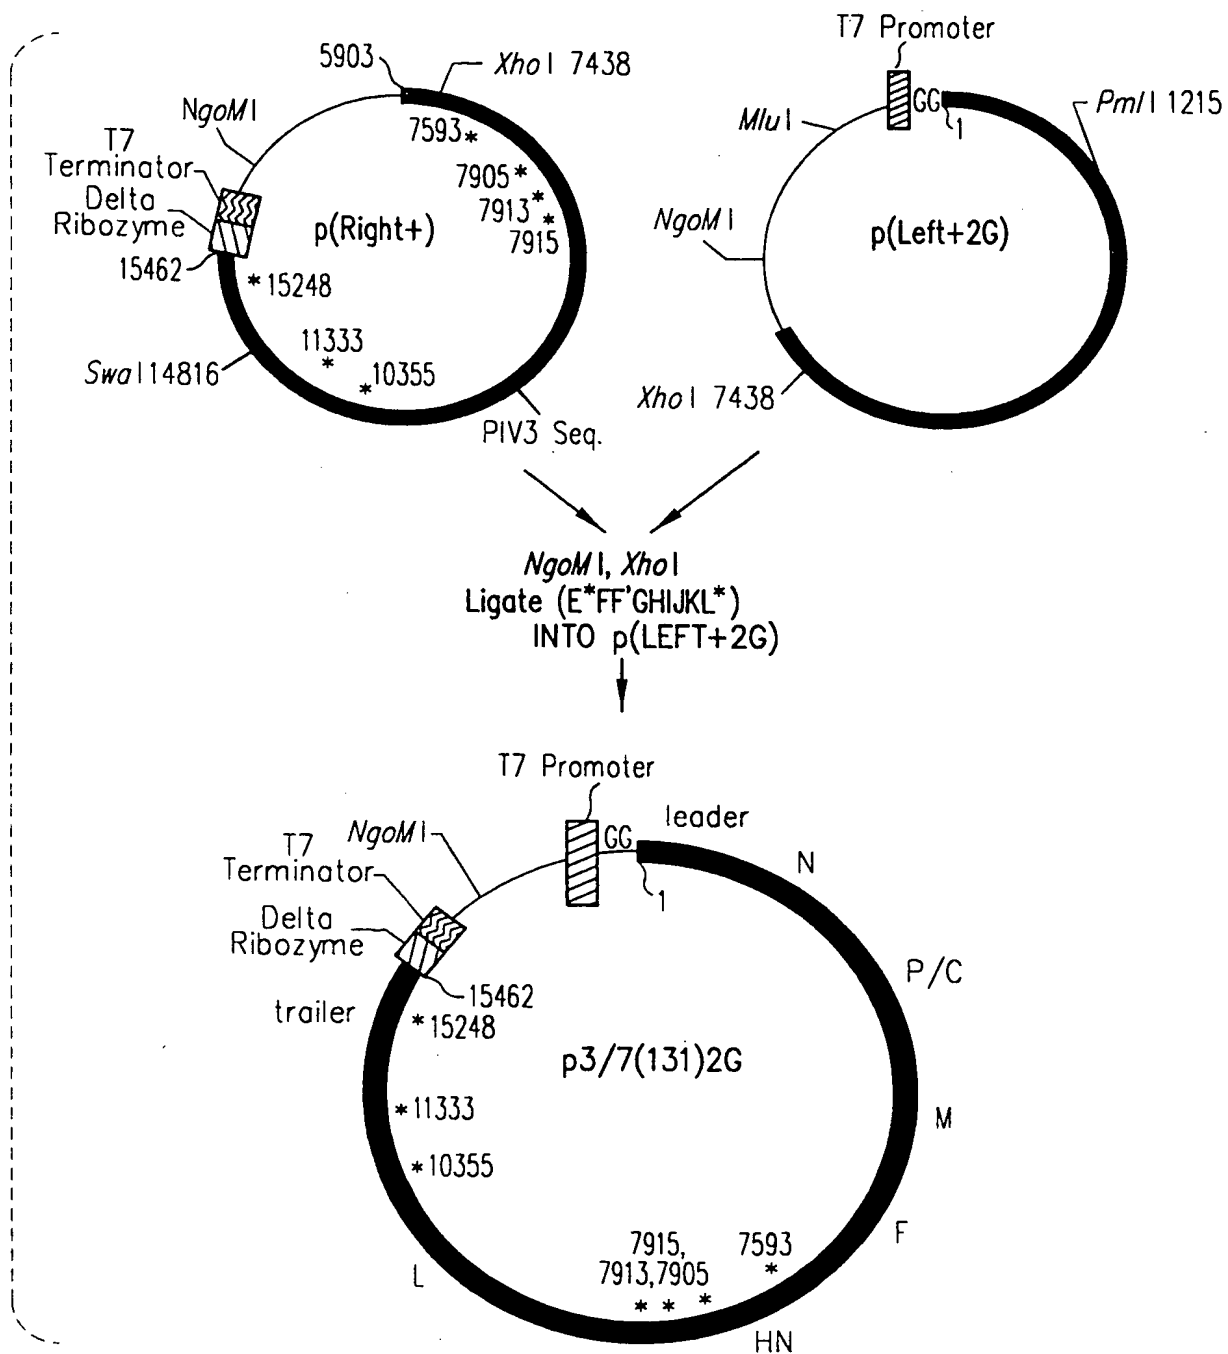 5903
XhoI 7438
NgoMI
7593 *
T7
Terminator
Delta
Ribozyme
7905 *
7913 *
*
7915
p(Right+)
15462
* 15248
11333
*
* 10355
SwaI 14816
PIV3 Seq.
T7 Promoter
GG
1
PmlI 1215
MluI
NgoMI
p(Left+2G)
XhoI 7438
NgoMI, XhoI
Ligate (E*FF'GHIJKL*)
INTO p(LEFT+2G)
T7 Promoter
GG
leader
1
NgoMI
T7
Terminator
Delta
Ribozyme
N
P/C
15462
trailer
* 15248
p3/7(131)2G
* 11333
M
* 10355
F
7915,
7913,7905
* * *
7593
*
L
HN